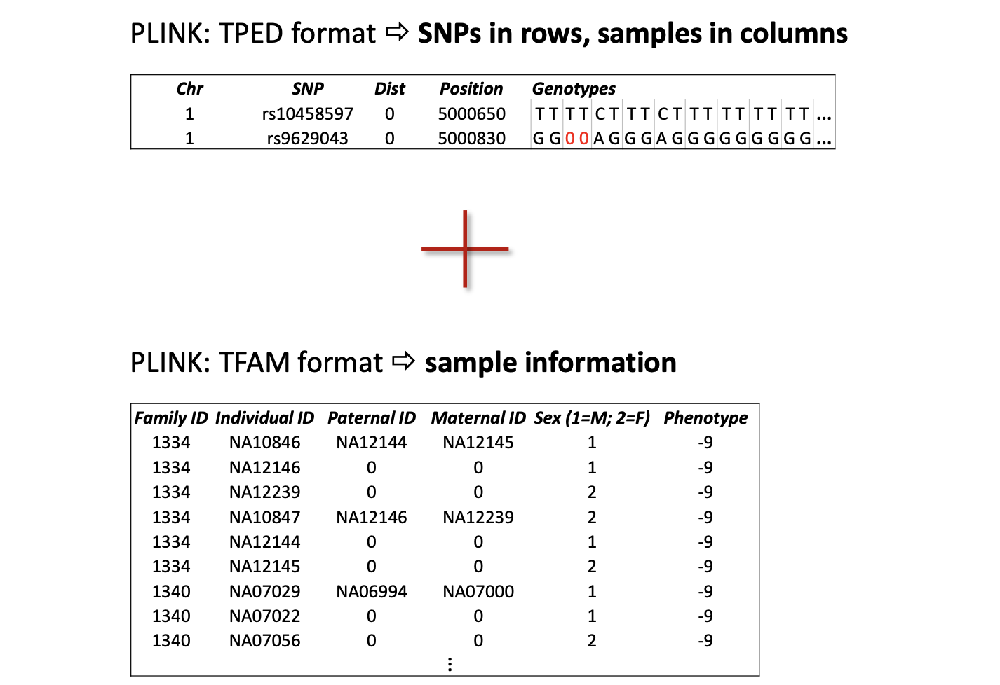 PLINK: TPED format ⇨ SNPs in rows, samples in columns
Chr SNP Dist Position Genotypes
1 rs10458597 0 5000650 T T T T C T T T C T T T T T T T T T ...
1 rs9629043 0 5000830 G G 0 0 A G G G A G G G G G G G G G ...
PLINK: TFAM format ⇨ sample information
Family ID Individual ID Paternal ID Maternal ID Sex (1=M; 2=F) Phenotype
1334 NA10846 NA12144 NA12145 1 -9
1334 NA12146 0 0 1 -9
1334 NA12239 0 0 2 -9
1334 NA10847 NA12146 NA12239 2 -9
1334 NA12144 0 0 1 -9
1334 NA12145 0 0 2 -9
1340 NA07029 NA06994 NA07000 1 -9
1340 NA07022 0 0 1 -9
1340 NA07056 0 0 2 -9
⋮